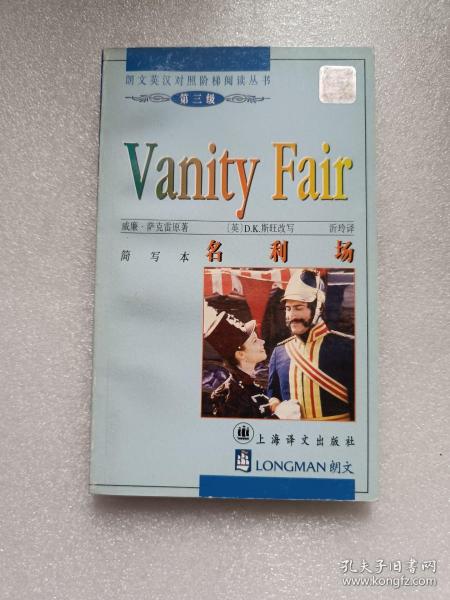 朗文英汉对照阶梯阅读丛书
第三级
Vanity Fair
威廉·萨克雷原著 〔英〕D.K.斯旺改写 沂玲译
简写本 名利场
上海译文出版社
LONGMAN朗文
孔夫子旧书网
www.kongfz.com